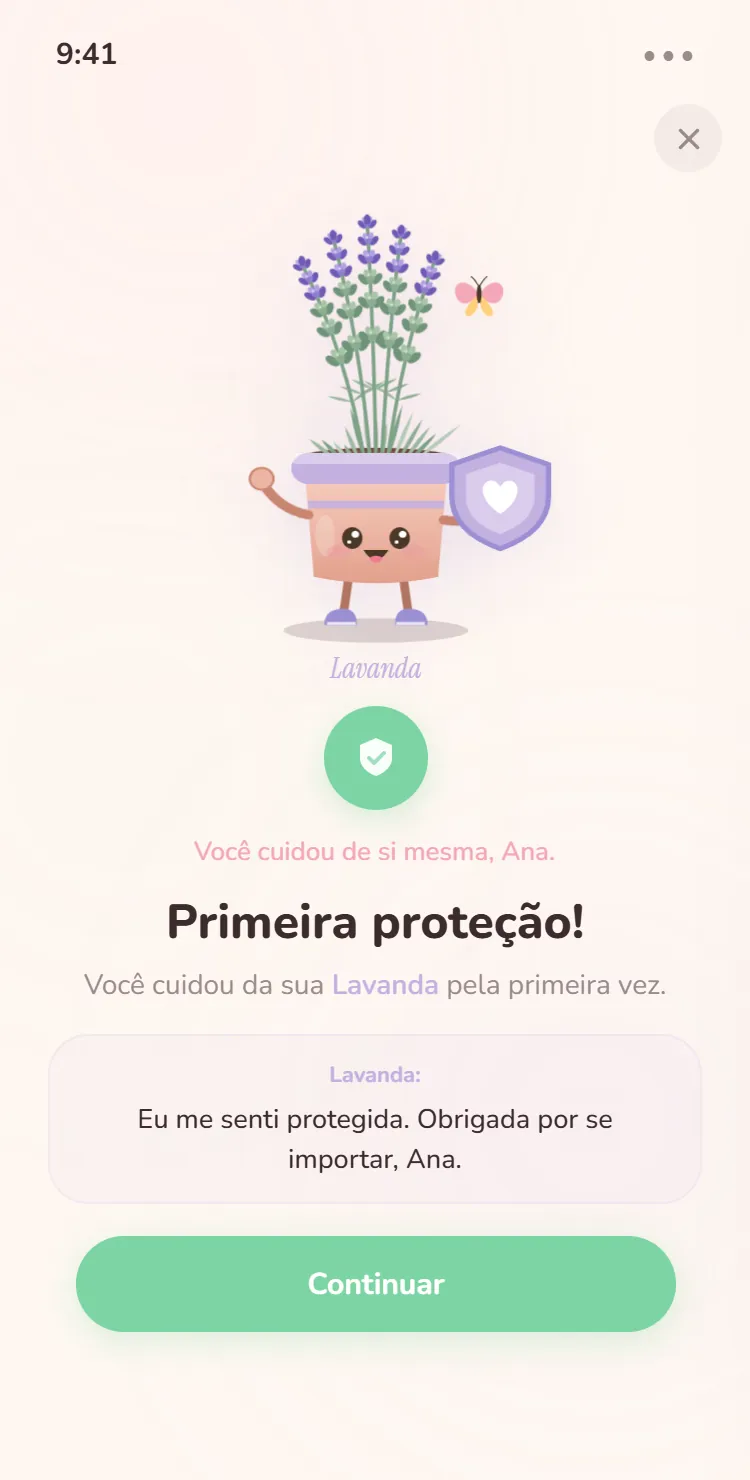 9:41
Lavanda
Você cuidou de si mesma, Ana.
Primeira proteção!
Você cuidou da sua Lavanda pela primeira vez.
Lavanda:
Eu me senti protegida. Obrigada por se
importar, Ana.
Continuar